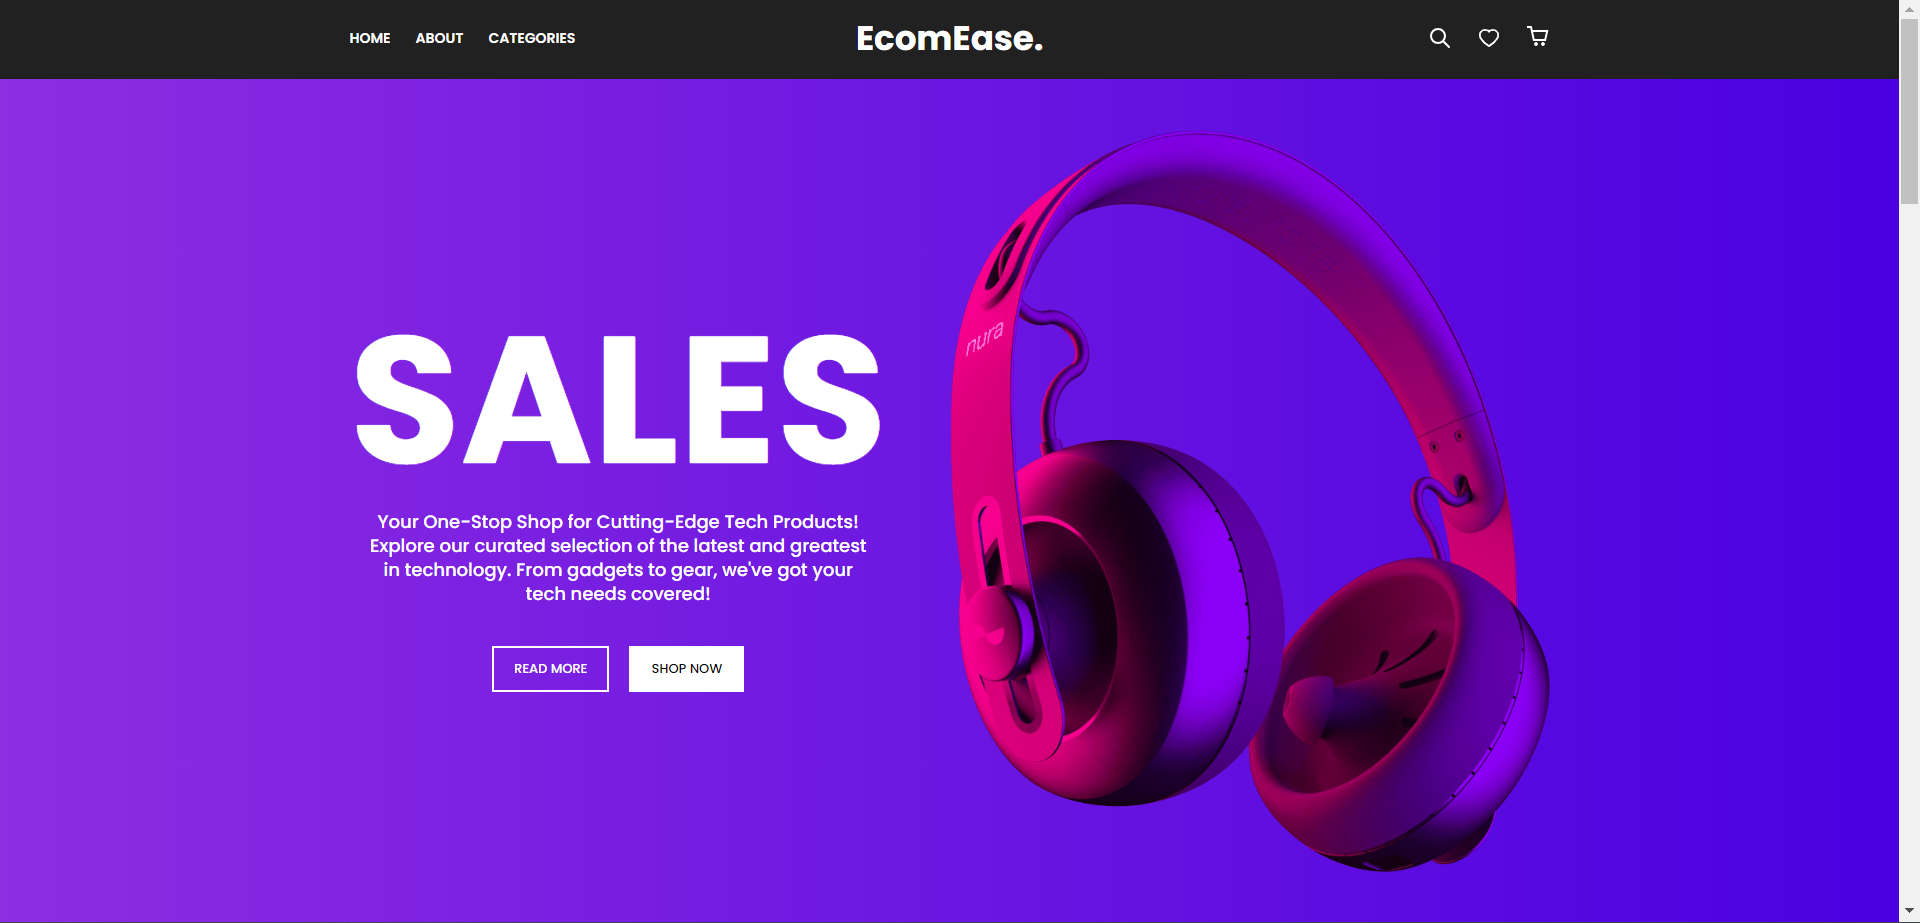 HOME ABOUT CATEGORIES EcomEase.
nura
SALES
Your One-Stop Shop for Cutting-Edge Tech Products!
Explore our curated selection of the latest and greatest
in technology. From gadgets to gear, we've got your
tech needs covered!
READ MORE SHOP NOW